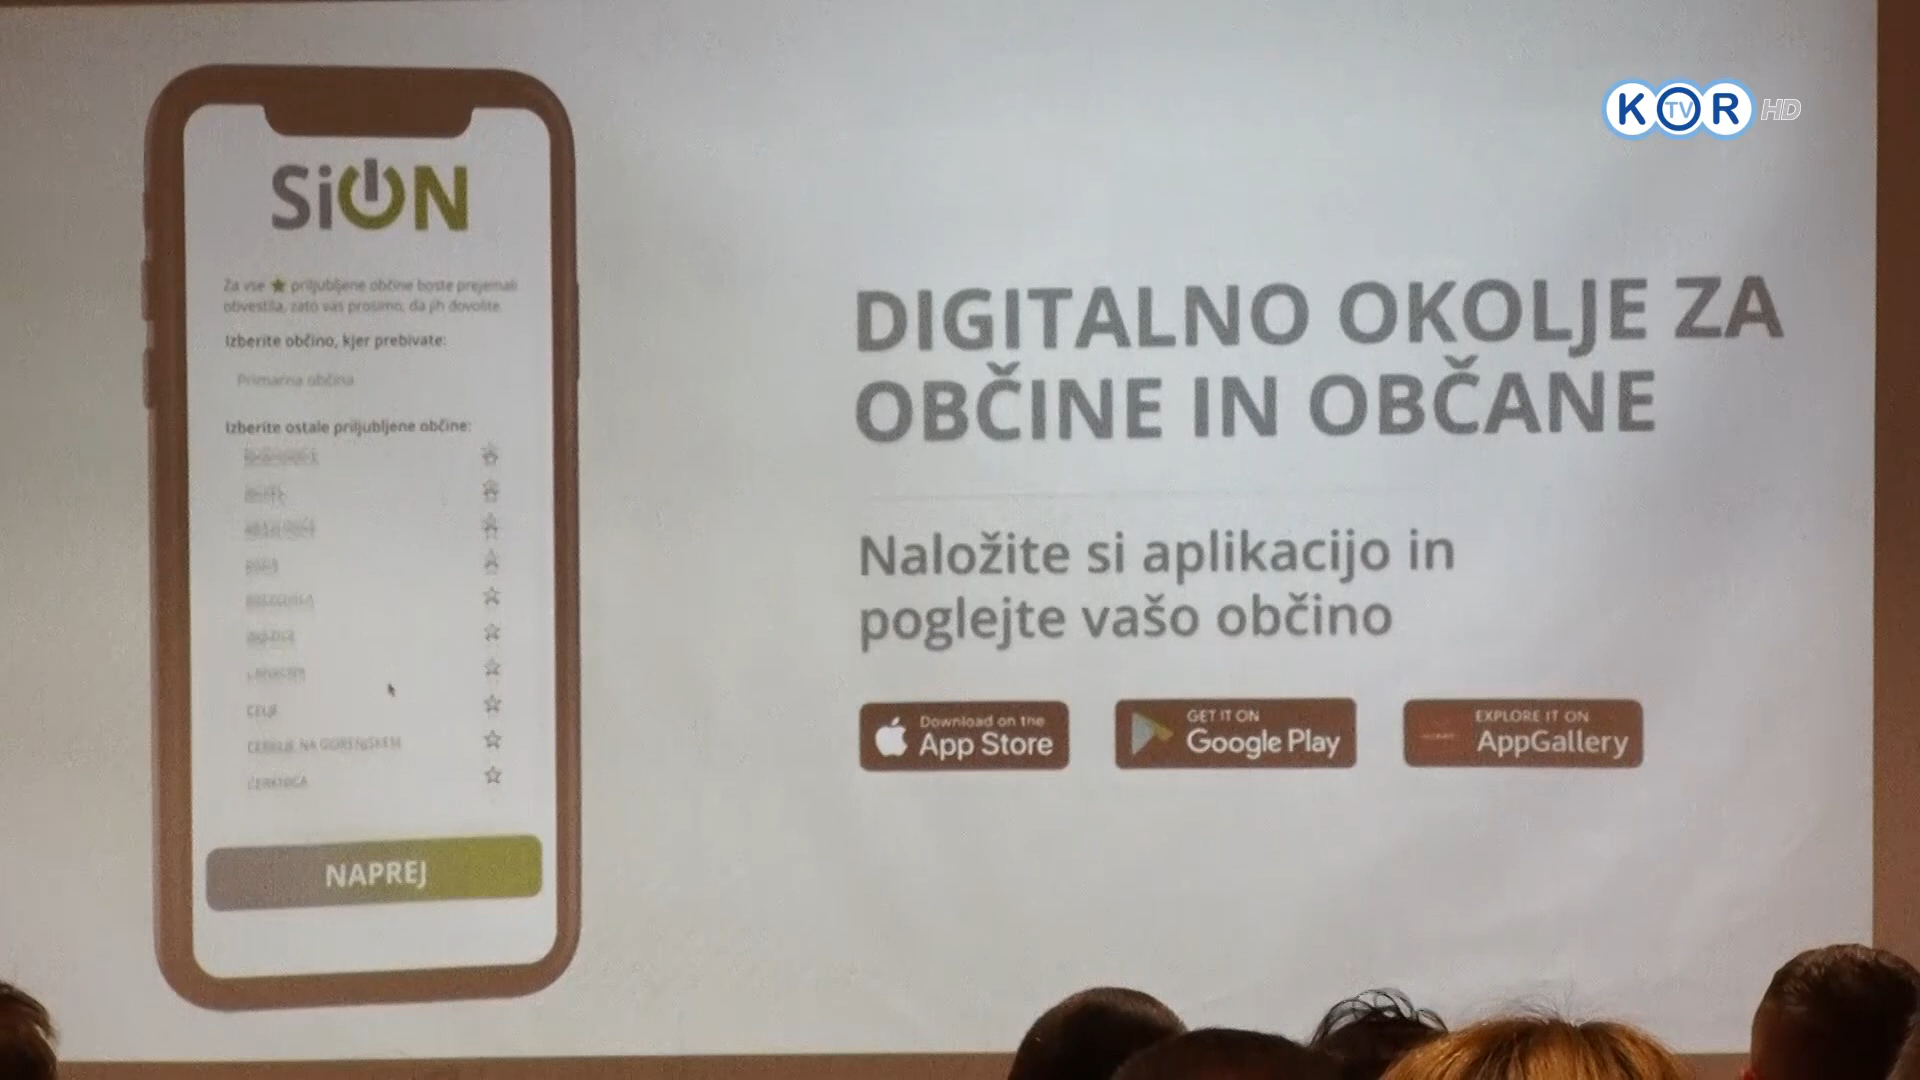 KTVOR HD
SiON
Za vse ★ priljubljene občine boste prejemali
obvestila, zato vas prosimo, da jih dovolite.
Izberite občino, kjer prebivate:
Primarna občina
Izberite ostale priljubljene občine:
CELJE
CERKLJE NA GORENJSKEM
CERKNICA
NAPREJ
DIGITALNO OKOLJE ZA
OBČINE IN OBČANE
Naložite si aplikacijo in
poglejte vašo občino
Download on the
App Store
GET IT ON
Google Play
EXPLORE IT ON
AppGallery